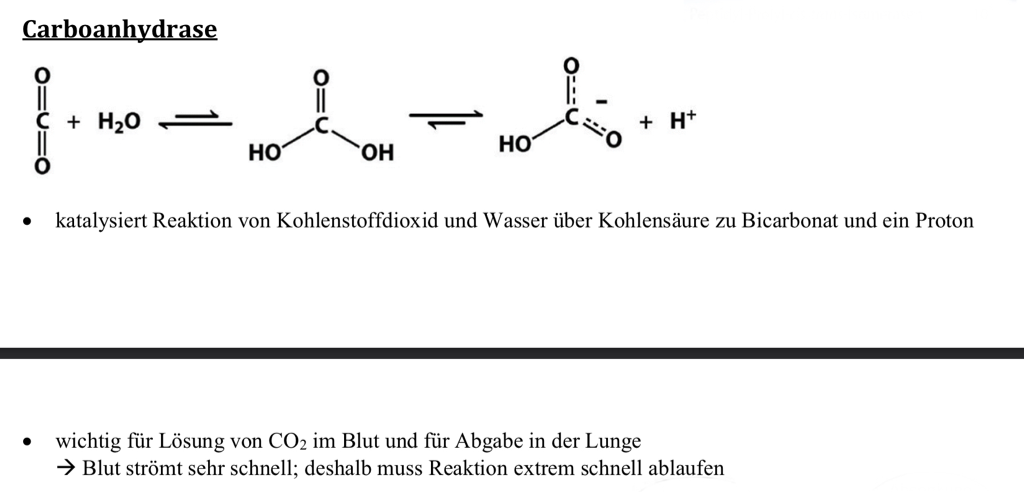 Carboanhydrase
O
C
O
+ H₂O
O
C
HO
OH
O
C
HO
O
−
+ H⁺
• katalysiert Reaktion von Kohlenstoffdioxid und Wasser über Kohlensäure zu Bicarbonat und ein Proton
• wichtig für Lösung von CO₂ im Blut und für Abgabe in der Lunge
→ Blut strömt sehr schnell; deshalb muss Reaktion extrem schnell ablaufen